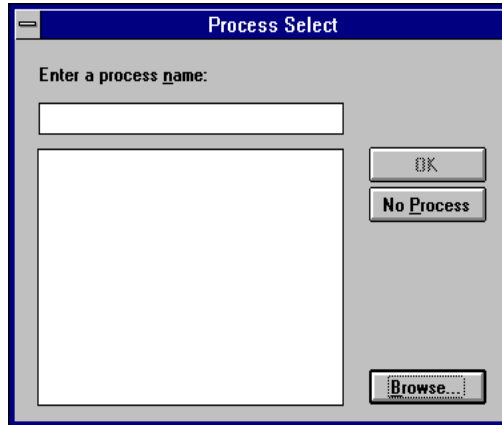 Process Select
Enter a process name:
OK
No Process
Browse...